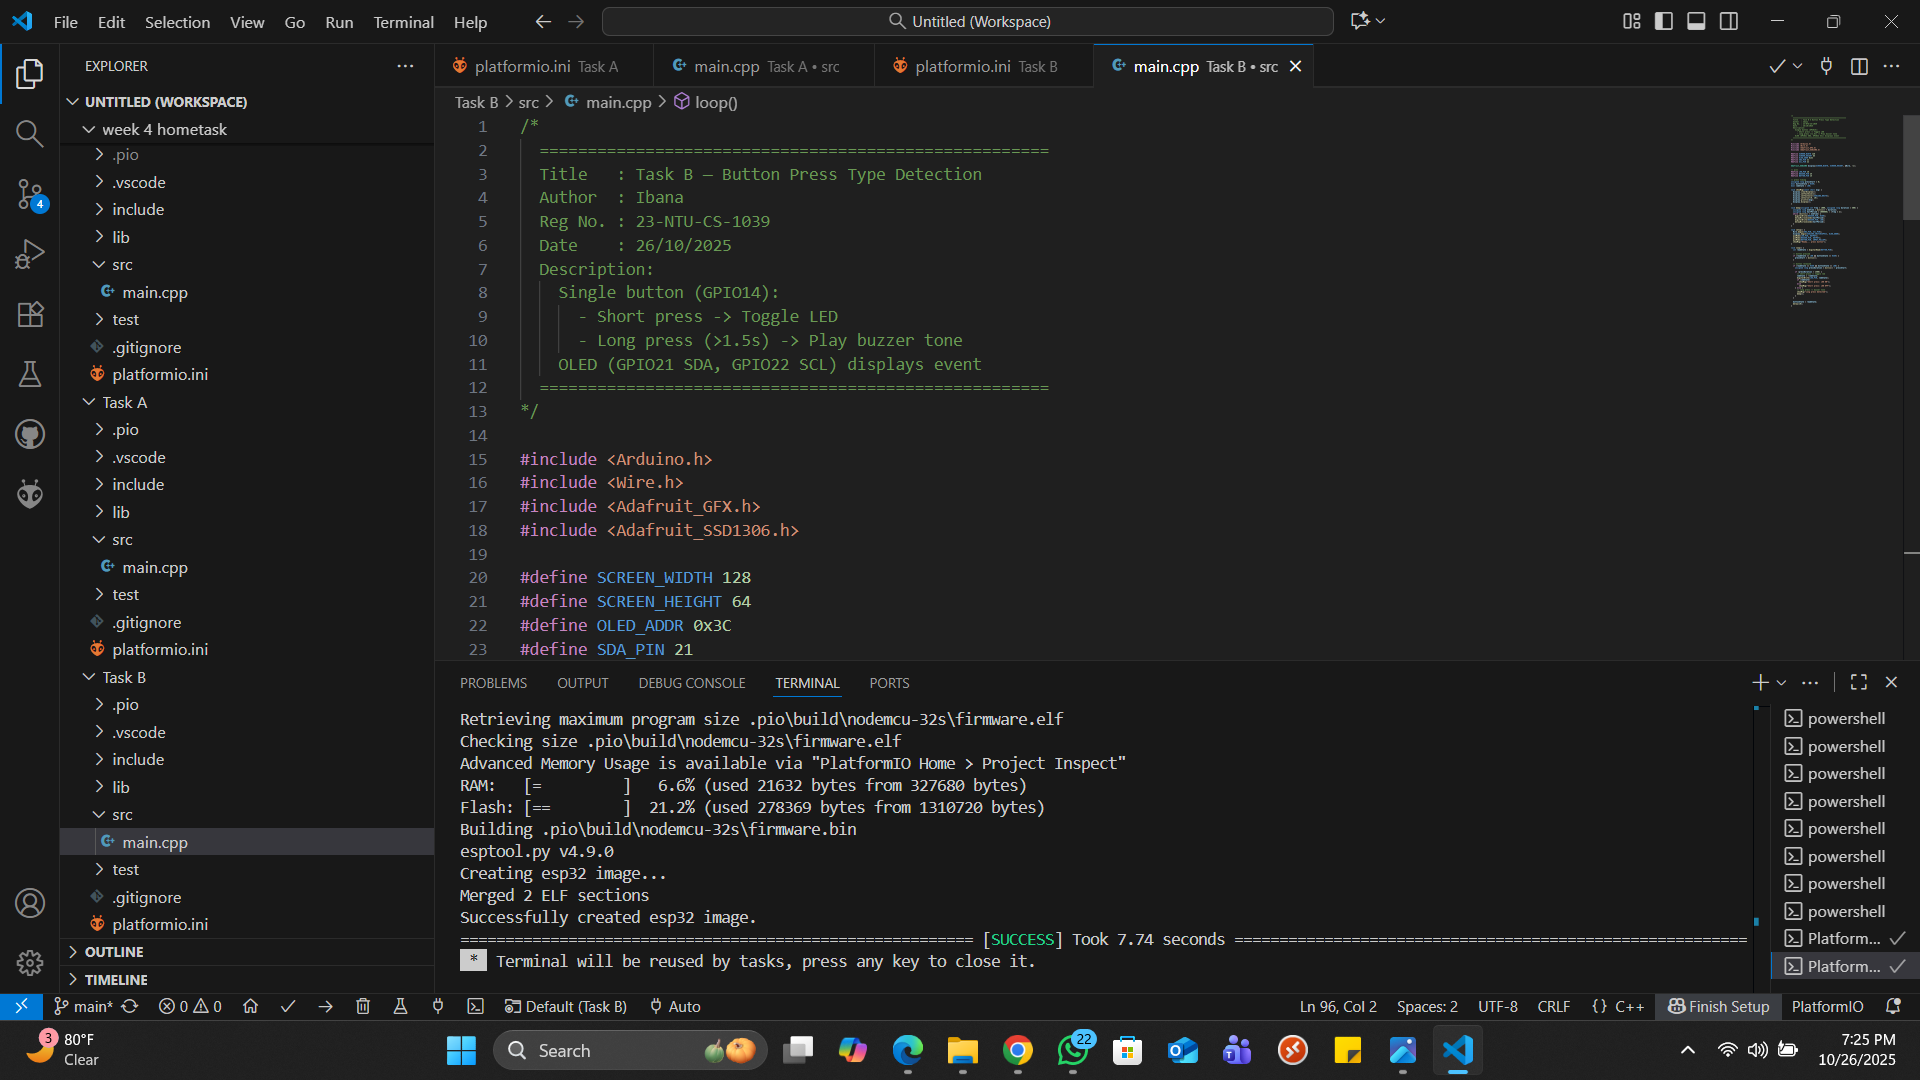 File Edit Selection View Go Run Terminal Help
Untitled (Workspace)
EXPLORER
UNTITLED (WORKSPACE)
week 4 hometask
.pio
.vscode
include
lib
src
main.cpp
test
.gitignore
platformio.ini
Task A
.pio
.vscode
include
lib
src
main.cpp
test
.gitignore
platformio.ini
Task B
.pio
.vscode
include
lib
src
main.cpp
test
.gitignore
platformio.ini
OUTLINE
TIMELINE
4
platformio.ini Task A
main.cpp Task A • src
platformio.ini Task B
main.cpp Task B • src
Task B > src > main.cpp > loop()
1 /*
2 =====================================================
3 Title   : Task B – Button Press Type Detection
4 Author  : Ibana
5 Reg No. : 23-NTU-CS-1039
6 Date    : 26/10/2025
7 Description:
8 Single button (GPIO14):
9 - Short press -> Toggle LED
10 - Long press (>1.5s) -> Play buzzer tone
11 OLED (GPIO21 SDA, GPIO22 SCL) displays event
12 =====================================================
13 */
14
15 #include <Arduino.h>
16 #include <Wire.h>
17 #include <Adafruit_GFX.h>
18 #include <Adafruit_SSD1306.h>
19
20 #define SCREEN_WIDTH 128
21 #define SCREEN_HEIGHT 64
22 #define OLED_ADDR 0x3C
23 #define SDA_PIN 21
PROBLEMS OUTPUT DEBUG CONSOLE TERMINAL PORTS
Retrieving maximum program size .pio\build\nodemcu-32s\firmware.elf
Checking size .pio\build\nodemcu-32s\firmware.elf
Advanced Memory Usage is available via "PlatformIO Home > Project Inspect"
RAM:   [=         ]   6.6% (used 21632 bytes from 327680 bytes)
Flash: [==        ]  21.2% (used 278369 bytes from 1310720 bytes)
Building .pio\build\nodemcu-32s\firmware.bin
esptool.py v4.9.0
Creating esp32 image...
Merged 2 ELF sections
Successfully created esp32 image.
========================================================= [SUCCESS] Took 7.74 seconds =========================================================
* Terminal will be reused by tasks, press any key to close it.
powershell
powershell
powershell
powershell
powershell
powershell
powershell
powershell
Platform...
Platform...
main* 0 0 Default (Task B) Auto Ln 96, Col 2 Spaces: 2 UTF-8 CRLF {} C++ Finish Setup PlatformIO
3
80°F
Clear
Search
22
7:25 PM
10/26/2025